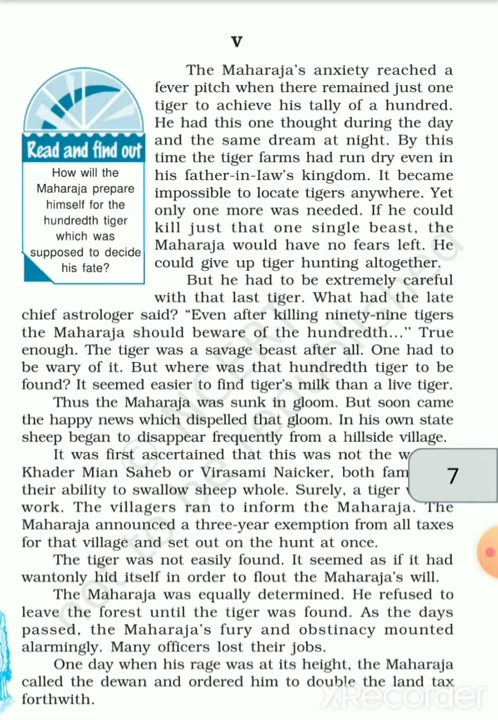 V
The Maharaja's anxiety reached a
fever pitch when there remained just one
tiger to achieve his tally of a hundred.
He had this one thought during the day
and the same dream at night. By this
time the tiger farms had run dry even in
his father-in-law's kingdom. It became
impossible to locate tigers anywhere. Yet
only one more was needed. If he could
kill just that one single beast, the
Maharaja would have no fears left. He
could give up tiger hunting altogether.
Read and find out
How will the
Maharaja prepare
himself for the
hundredth tiger
which was
supposed to decide
his fate?
But he had to be extremely careful
with that last tiger. What had the late
chief astrologer said? “Even after killing ninety-nine tigers
the Maharaja should beware of the hundredth...” True
enough. The tiger was a savage beast after all. One had to
be wary of it. But where was that hundredth tiger to be
found? It seemed easier to find tiger's milk than a live tiger.
Thus the Maharaja was sunk in gloom. But soon came
the happy news which dispelled that gloom. In his own state
sheep began to disappear frequently from a hillside village.
It was first ascertained that this was not the
Khader Mian Saheb or Virasami Naicker, both
their ability to swallow sheep whole. Surely, a tiger
work. The villagers ran to inform the Maharaja. The
Maharaja announced a three-year exemption from all taxes
for that village and set out on the hunt at once.
The tiger was not easily found. It seemed as if it had
wantonly hid itself in order to flout the Maharaja's will.
The Maharaja was equally determined. He refused to
leave the forest until the tiger was found. As the days
passed, the Maharaja's fury and obstinacy mounted
alarmingly. Many officers lost their jobs.
One day when his rage was at its height, the Maharaja
called the dewan and ordered him to double the land tax
forthwith.
7
not to be republished
XRecorder